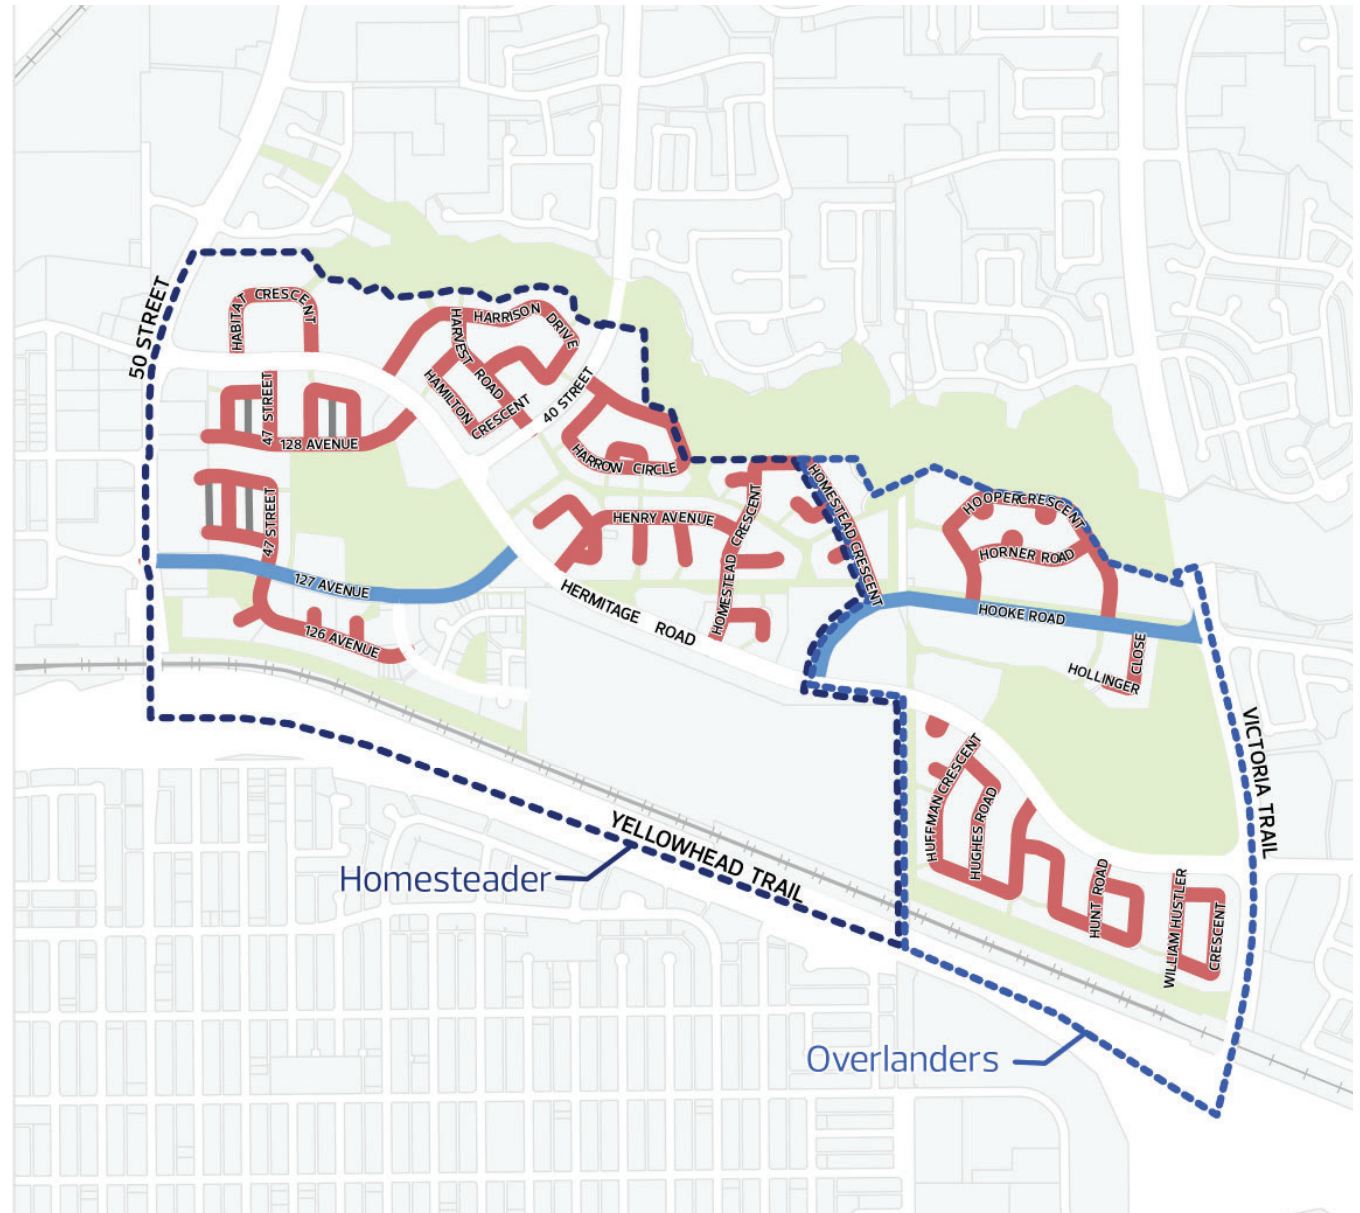 50 STREET
HABITAT CRESCENT
HARVEST ROAD
HARRISON DRIVE
HAMILTON
CRESCENT
40 STREET
47 STREET
128 AVENUE
HARROW CIRCLE
47 STREET
HENRY AVENUE
HOMESTEAD CRESCENT
HOMESTEAD CRESCENT
HOOPER CRESCENT
HORNER ROAD
127 AVENUE
126 AVENUE
HERMITAGE ROAD
HOOKE ROAD
HOLLINGER
CLOSE
VICTORIA TRAIL
HUFFMAN CRESCENT
HUGHES ROAD
HUNT ROAD
WILLIAM HUSTLER
CRESCENT
YELLOWHEAD TRAIL
Homesteader
Overlanders